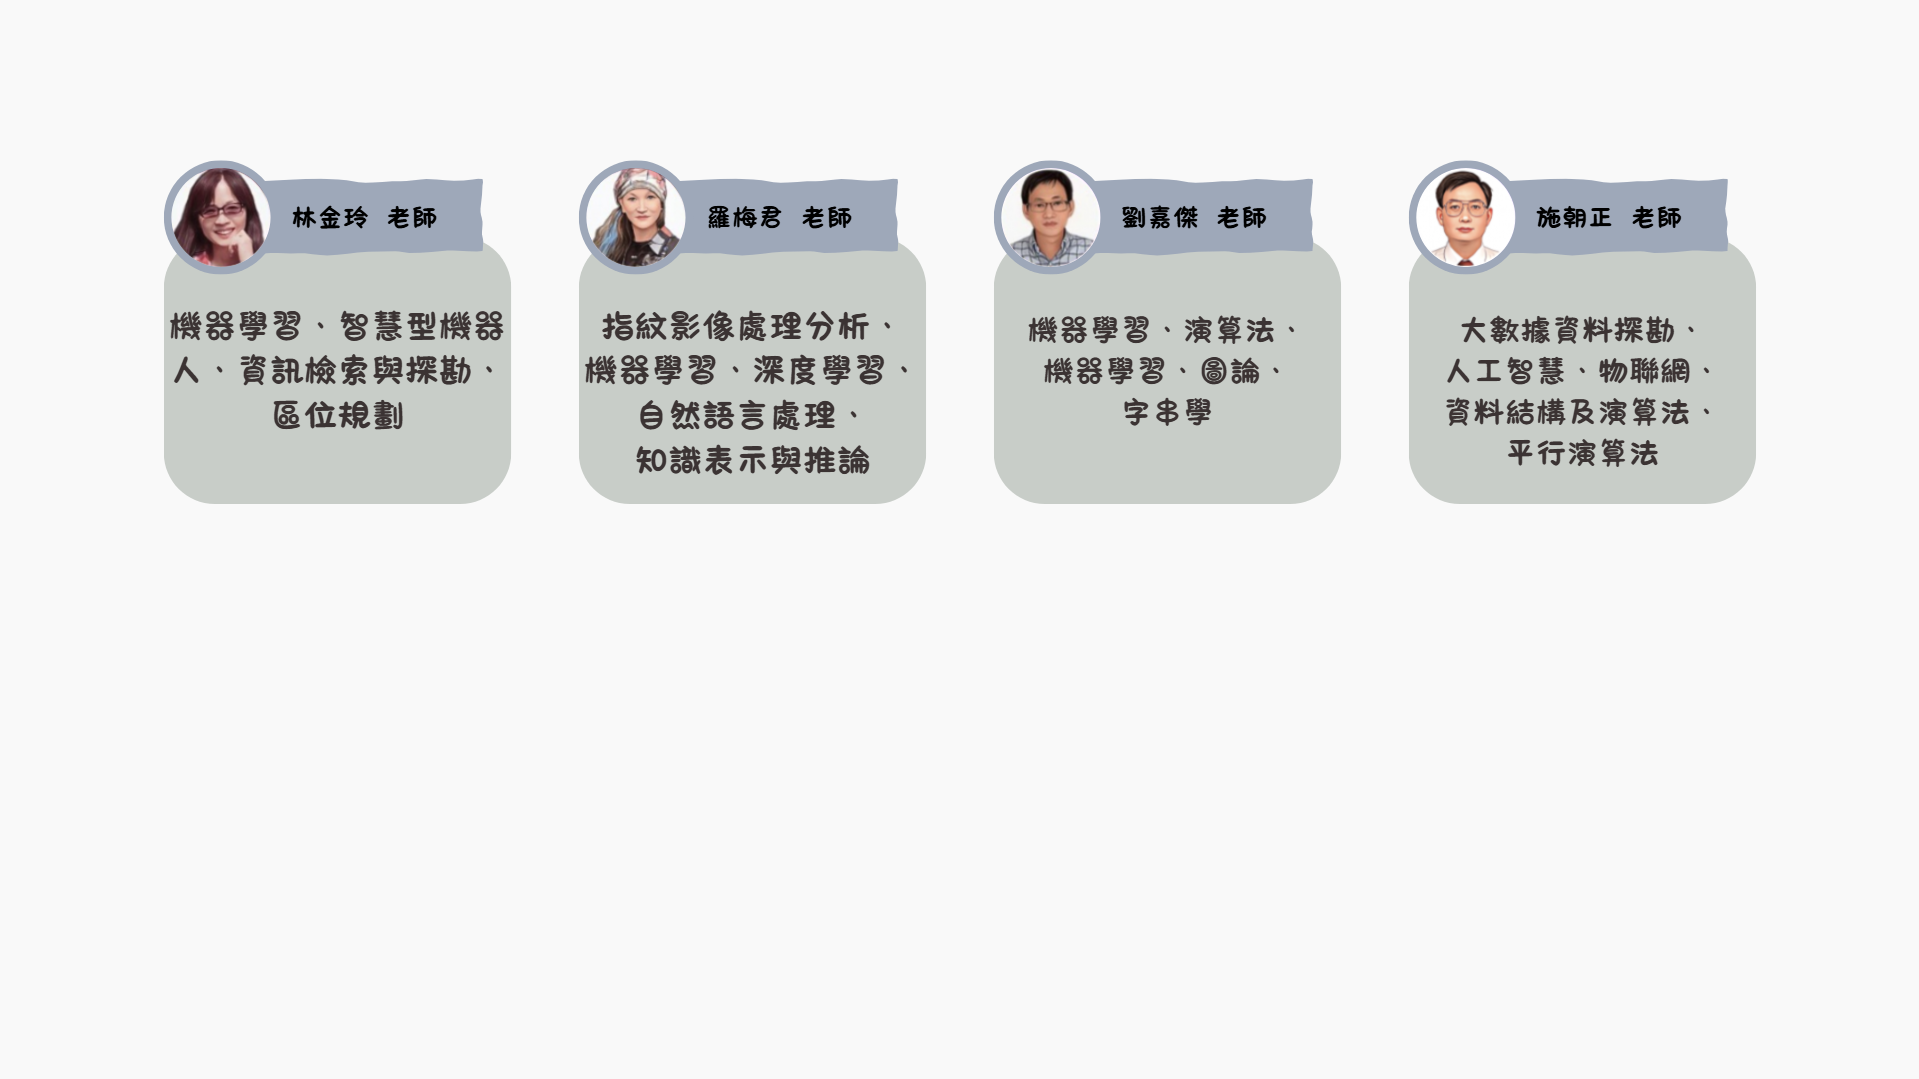 林金玲 老師
機器學習、智慧型機器
人、資訊檢索與探勘、
區位規劃
羅梅君 老師
指紋影像處理分析、
機器學習、深度學習、
自然語言處理、
知識表示與推論
劉嘉傑 老師
機器學習、演算法、
機器學習、圖論、
字串學
施朝正 老師
大數據資料探勘、
人工智慧、物聯網、
資料結構及演算法、
平行演算法